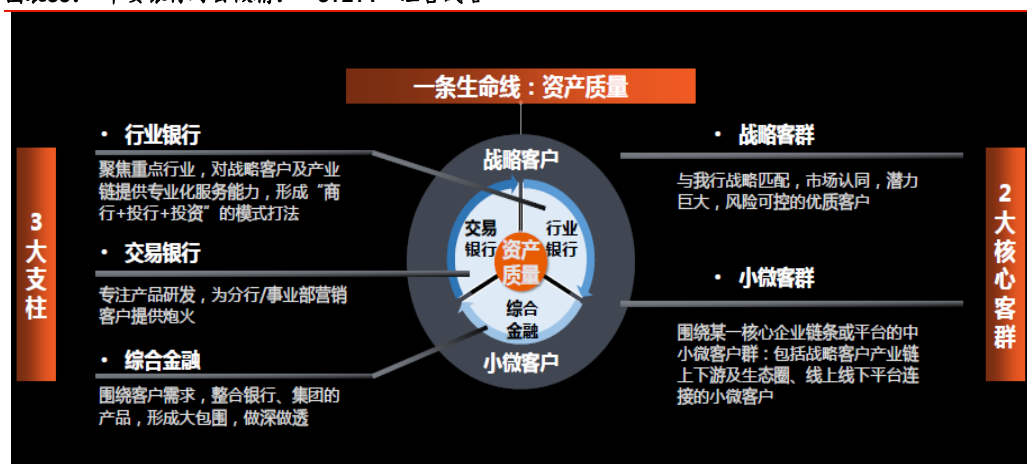 一条生命线：资产质量
3
大
支
柱
• 行业银行
聚焦重点行业，对战略客户及产业
链提供专业化服务能力，形成“商
行+投行+投资”的模式打法
• 交易银行
专注产品研发，为分行/事业部营销
客户提供炮火
• 综合金融
围绕客户需求，整合银行、集团的
产品，形成大包围，做深做透
战略客户
交易
银行
行业
银行
资产
质量
综合
金融
小微客户
• 战略客群
与我行战略匹配，市场认同，潜力
巨大，风险可控的优质客户
• 小微客群
围绕某一核心企业链条或平台的中
小微客户群：包括战略客户产业链
上下游及生态圈、线上线下平台连
接的小微客户
2
大
核
心
客
群